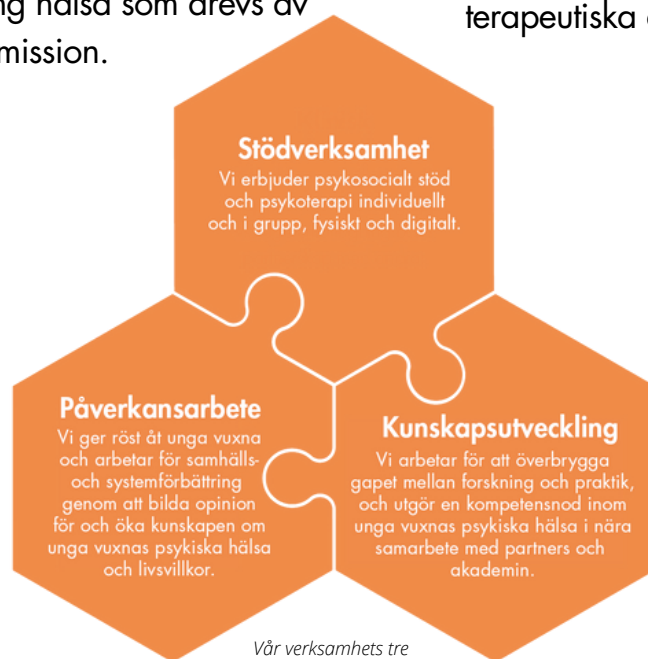 ng hälsa som drevs av
mission.
terapeutiska
Stödverksamhet
Vi erbjuder psykosocialt stöd
och psykoterapi individuellt
och i grupp, fysiskt och digitalt.
Påverkansarbete
Vi ger röst åt unga vuxna
och arbetar för samhälls-
och systemförbättring
genom att bilda opinion
för och öka kunskapen om
unga vuxnas psykiska hälsa
och livsvillkor.
Kunskapsutveckling
Vi arbetar för att överbrygga
gapet mellan forskning och praktik,
och utgör en kompetensnod inom
unga vuxnas psykiska hälsa i nära
samarbete med partners och
akademin.
Vår verksamhets tre